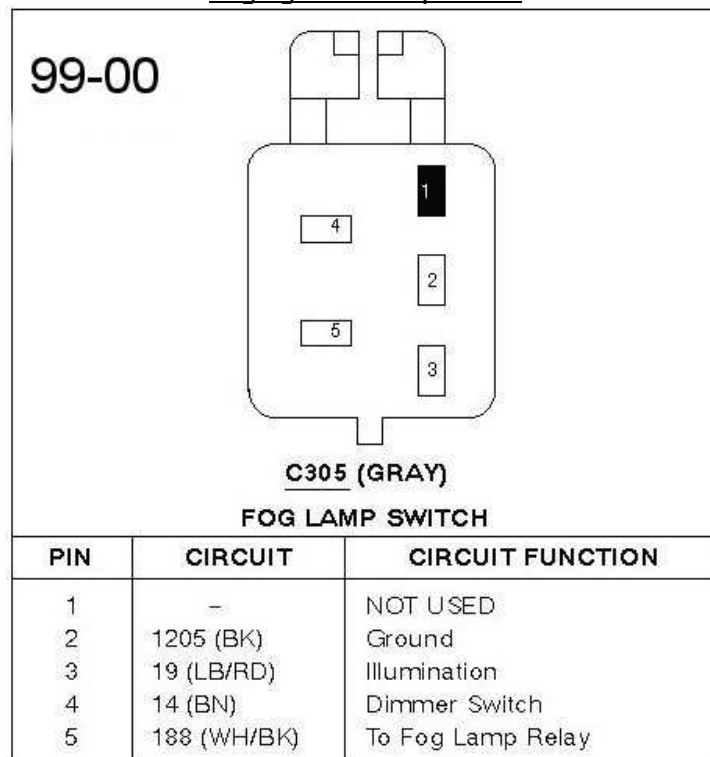 99-00
1
4
2
5
3
C305 (GRAY)
FOG LAMP SWITCH
PIN CIRCUIT CIRCUIT FUNCTION
1 – NOT USED
2 1205 (BK) Ground
3 19 (LB/RD) Illumination
4 14 (BN) Dimmer Switch
5 188 (WH/BK) To Fog Lamp Relay